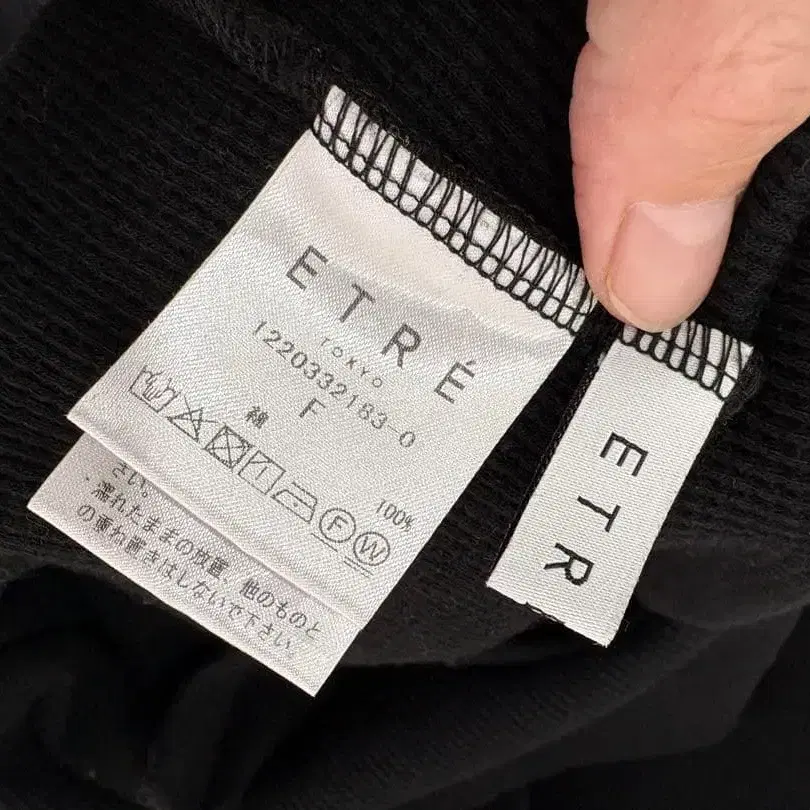 ETRÉ
TOKYO
1220332183-0
F
綿 100%
F W
さい。
、濡れたままの放置、他のものと
の重ね置きはしないで下さい
ETR